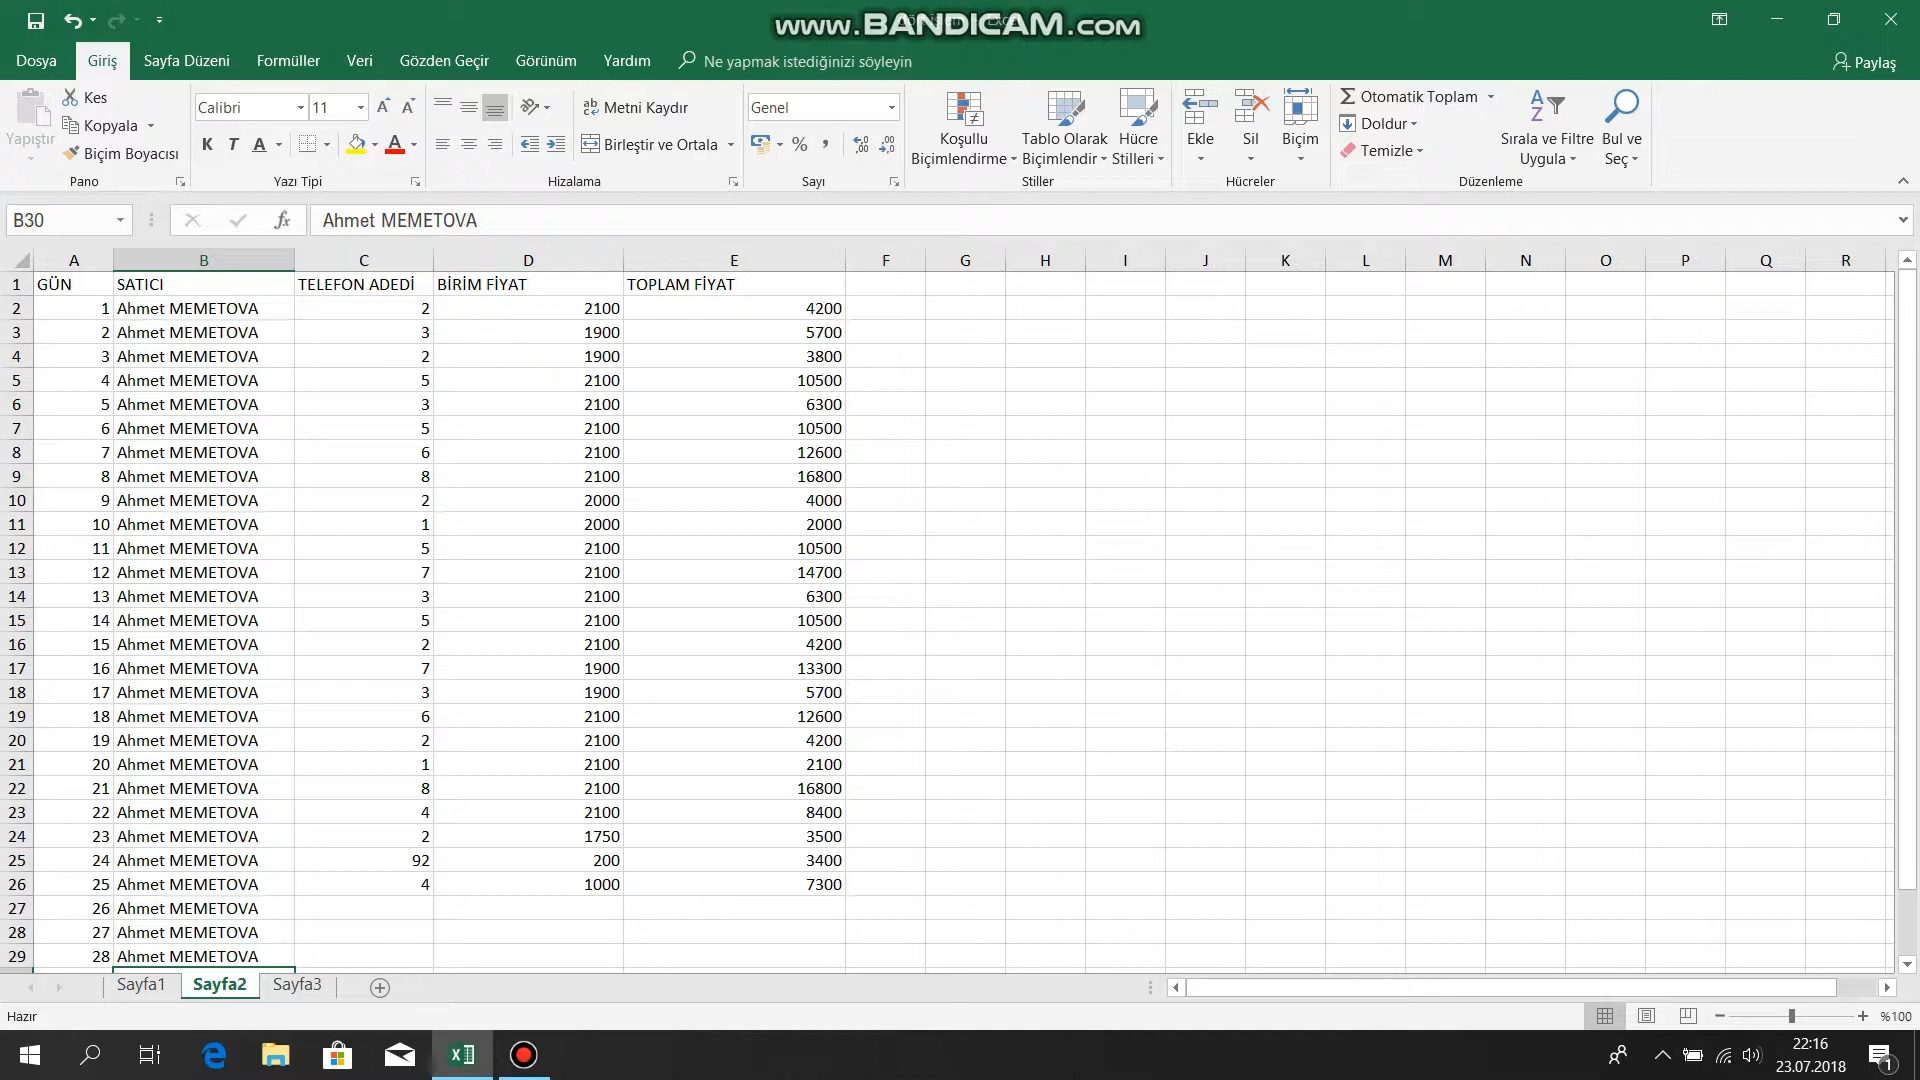 www.BANDICAM.com
Dosya Giriş Sayfa Düzeni Formüller Veri Gözden Geçir Görünüm Yardım Ne yapmak istediğinizi söyleyin Paylaş
Yapıştır Kes
Kopyala
Biçim Boyacısı
Pano
Calibri 11
K T A A
Yazı Tipi
Metni Kaydır
Birleştir ve Ortala
Hizalama
Genel
%
Sayı
Koşullu Biçimlendirme
Tablo Olarak Biçimlendir
Hücre Stilleri
Stiller
Ekle Sil Biçim
Hücreler
Otomatik Toplam
Doldur
Temizle
Sırala ve Filtre Uygula
Bul ve Seç
Düzenleme
B30 fx Ahmet MEMETOVA
A B C D E F G H I J K L M N O P Q R
1 GÜN SATICI TELEFON ADEDİ BİRİM FİYAT TOPLAM FİYAT
2 1 Ahmet MEMETOVA 2 2100 4200
3 2 Ahmet MEMETOVA 3 1900 5700
4 3 Ahmet MEMETOVA 2 1900 3800
5 4 Ahmet MEMETOVA 5 2100 10500
6 5 Ahmet MEMETOVA 3 2100 6300
7 6 Ahmet MEMETOVA 5 2100 10500
8 7 Ahmet MEMETOVA 6 2100 12600
9 8 Ahmet MEMETOVA 8 2100 16800
10 9 Ahmet MEMETOVA 2 2000 4000
11 10 Ahmet MEMETOVA 1 2000 2000
12 11 Ahmet MEMETOVA 5 2100 10500
13 12 Ahmet MEMETOVA 7 2100 14700
14 13 Ahmet MEMETOVA 3 2100 6300
15 14 Ahmet MEMETOVA 5 2100 10500
16 15 Ahmet MEMETOVA 2 2100 4200
17 16 Ahmet MEMETOVA 7 1900 13300
18 17 Ahmet MEMETOVA 3 1900 5700
19 18 Ahmet MEMETOVA 6 2100 12600
20 19 Ahmet MEMETOVA 2 2100 4200
21 20 Ahmet MEMETOVA 1 2100 2100
22 21 Ahmet MEMETOVA 8 2100 16800
23 22 Ahmet MEMETOVA 4 2100 8400
24 23 Ahmet MEMETOVA 2 1750 3500
25 24 Ahmet MEMETOVA 92 200 3400
26 25 Ahmet MEMETOVA 4 1000 7300
27 26 Ahmet MEMETOVA
28 27 Ahmet MEMETOVA
29 28 Ahmet MEMETOVA
Sayfa1 Sayfa2 Sayfa3
Hazır %100
22:16
23.07.2018
1